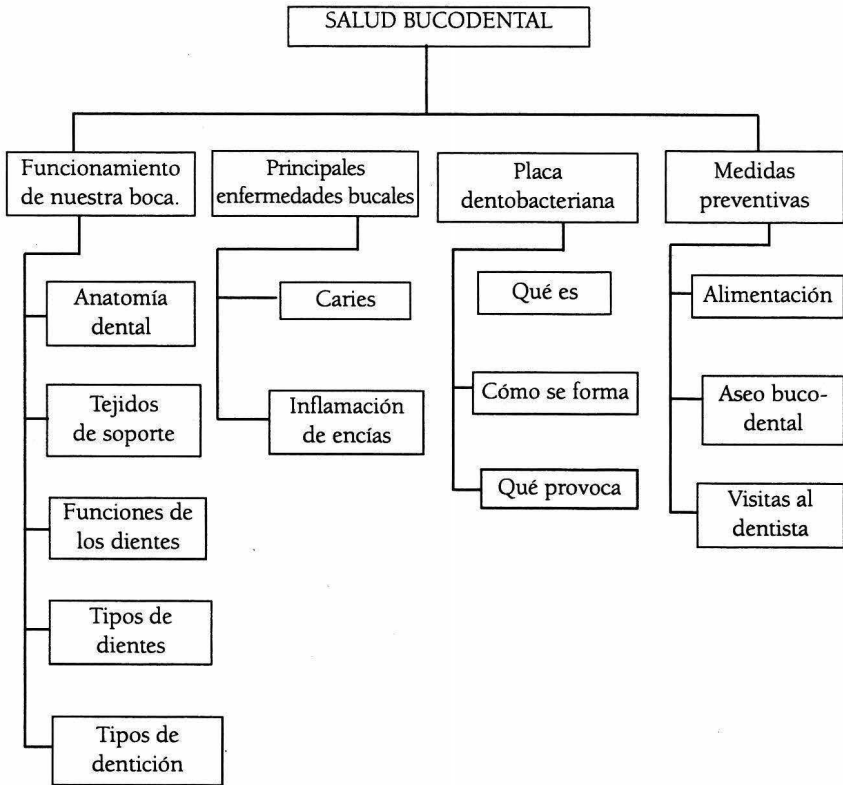 SALUD BUCODENTAL
Funcionamiento
de nuestra boca.
Anatomía
dental
Tejidos
de soporte
Funciones de
los dientes
Tipos de
dientes
Tipos de
dentición
Principales
enfermedades bucales
Caries
Inflamación
de encías
Placa
dentobacteriana
Qué es
Cómo se forma
Qué provoca
Medidas
preventivas
Alimentación
Aseo buco-
dental
Visitas al
dentista